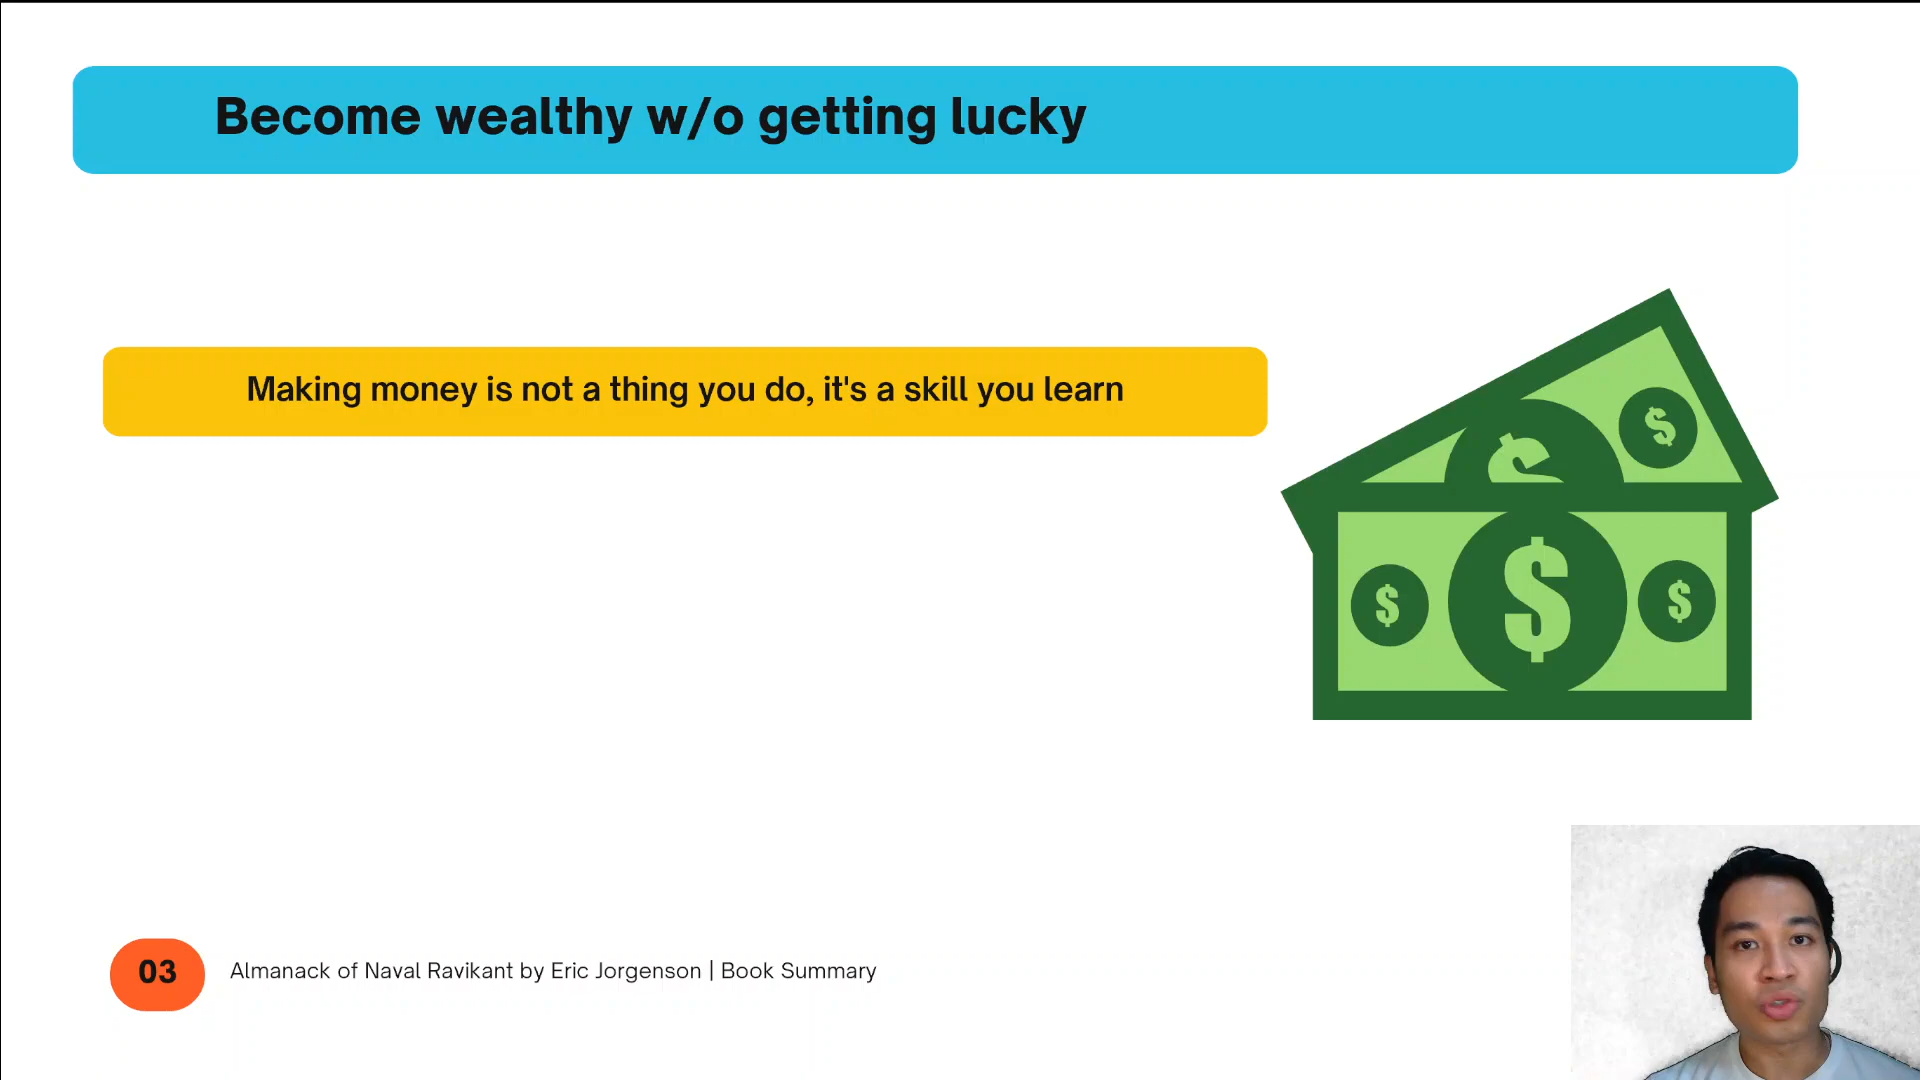 Become wealthy w/o getting lucky
Making money is not a thing you do, it's a skill you learn
$
$
$
$
$
03
Almanack of Naval Ravikant by Eric Jorgenson | Book Summary